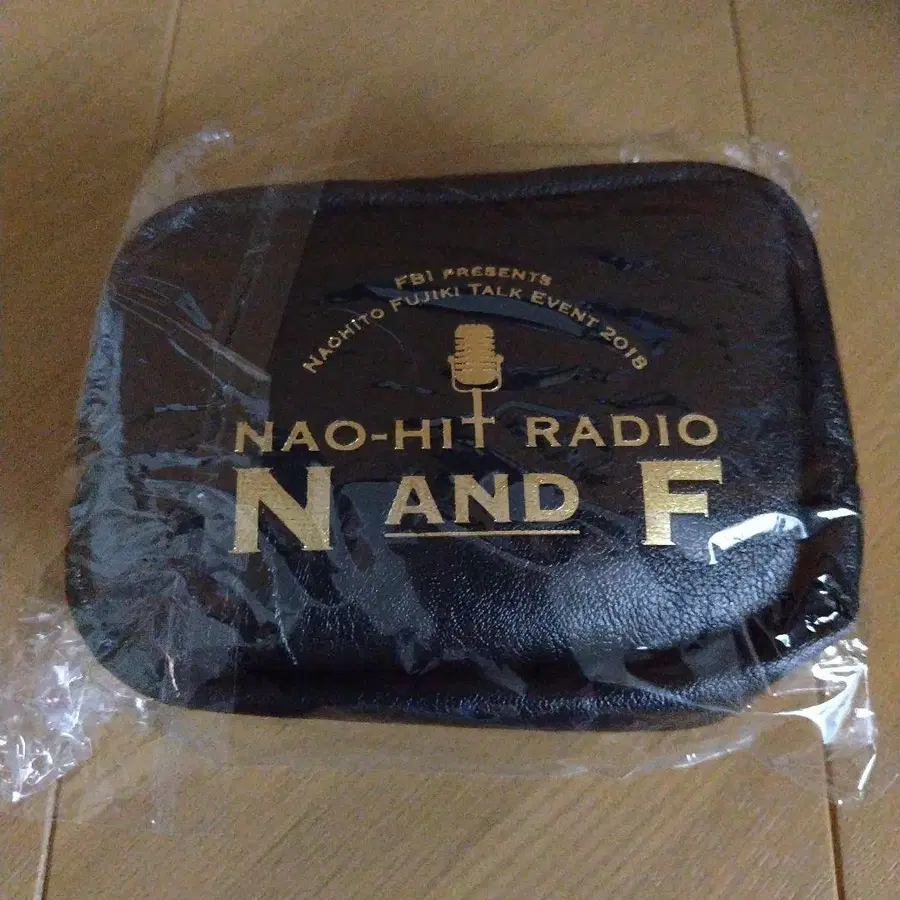 FBI PRESENTS
NAOHITO FUJIKI TALK EVENT 2018
NAO-HIT RADIO
N AND F